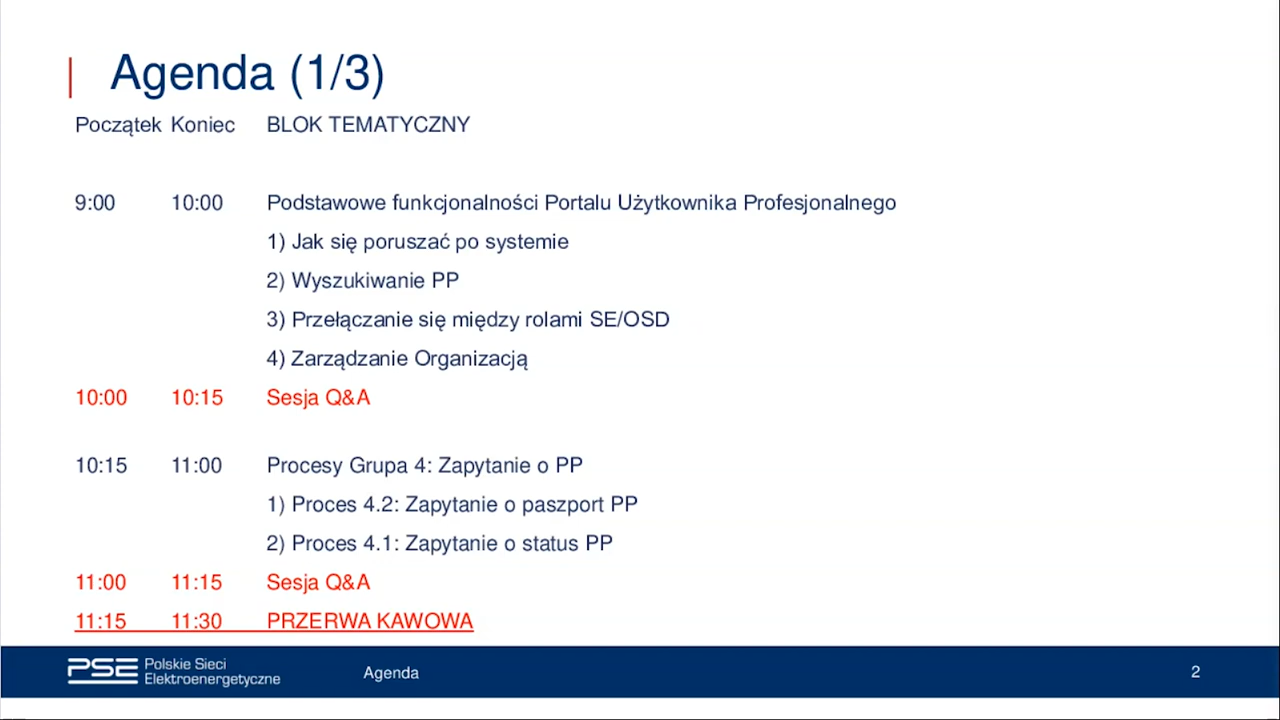 Agenda (1/3)
Początek Koniec BLOK TEMATYCZNY
9:00 10:00 Podstawowe funkcjonalności Portalu Użytkownika Profesjonalnego
1) Jak się poruszać po systemie
2) Wyszukiwanie PP
3) Przełączanie się między rolami SE/OSD
4) Zarządzanie Organizacją
10:00 10:15 Sesja Q&A
10:15 11:00 Procesy Grupa 4: Zapytanie o PP
1) Proces 4.2: Zapytanie o paszport PP
2) Proces 4.1: Zapytanie o status PP
11:00 11:15 Sesja Q&A
11:15 11:30 PRZERWA KAWOWA
PSE Polskie Sieci
Elektroenergetyczne
Agenda
2